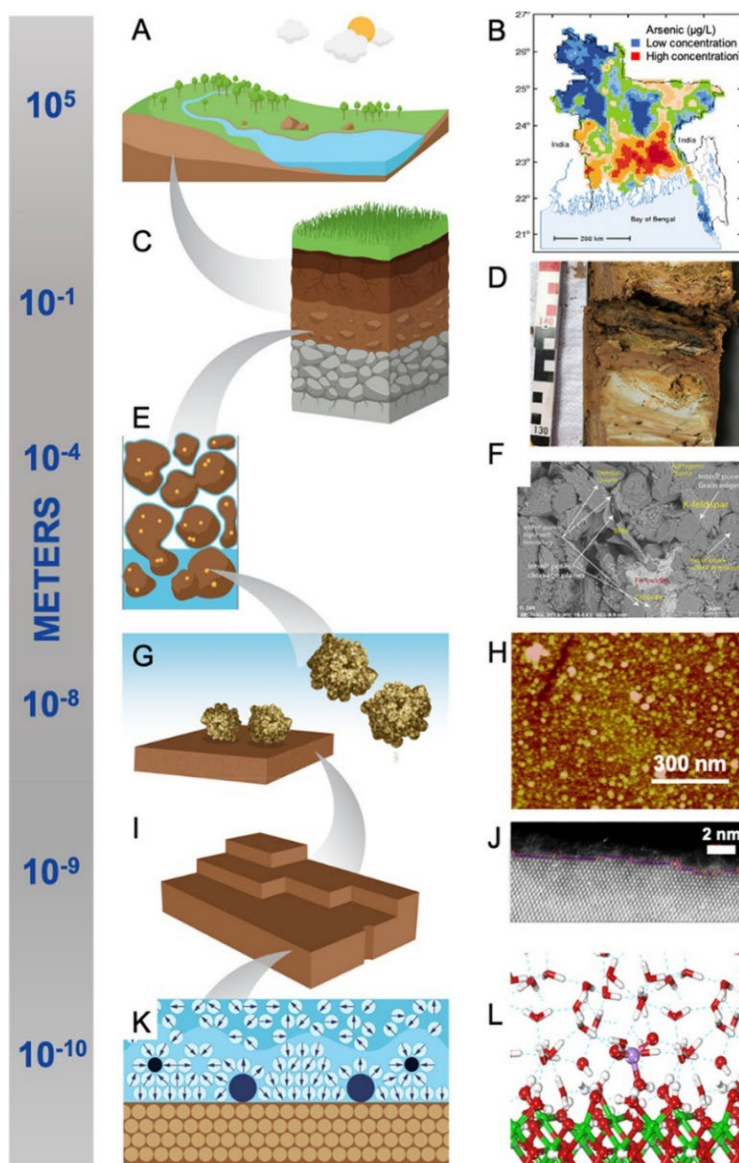 A
B
27°
26°
25°
24°
23°
22°
21°
Arsenic (µg/L)
Low concentration
High concentration
India
India
Bay of Bengal
200 km
10⁵
C
D
140
130
10⁻¹
E
10⁻⁴
F
K-feldspar
METERS
G
H
300 nm
10⁻⁸
I
J
2 nm
10⁻⁹
K
L
10⁻¹⁰